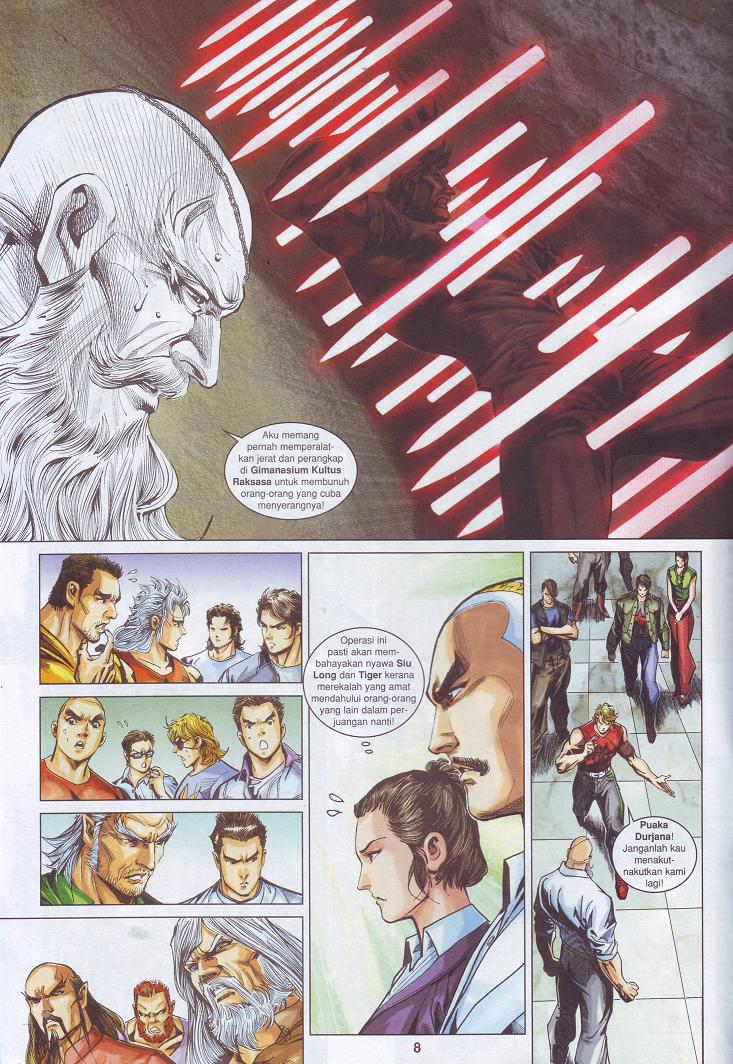 Aku memang
pernah memperalat-
kan jerat dan perangkap
di Gimanasium Kultus
Raksasa untuk membunuh
orang-orang yang cuba
menyerangnya!
Operasi ini
pasti akan mem-
bahayakan nyawa Siu
Long dan Tiger kerana
merekalah yang amat
mendahului orang-orang
yang lain dalam per-
juangan nanti!
Puaka
Durjana!
Janganlah kau
menakut-
nakutkan kami
lagi!
8